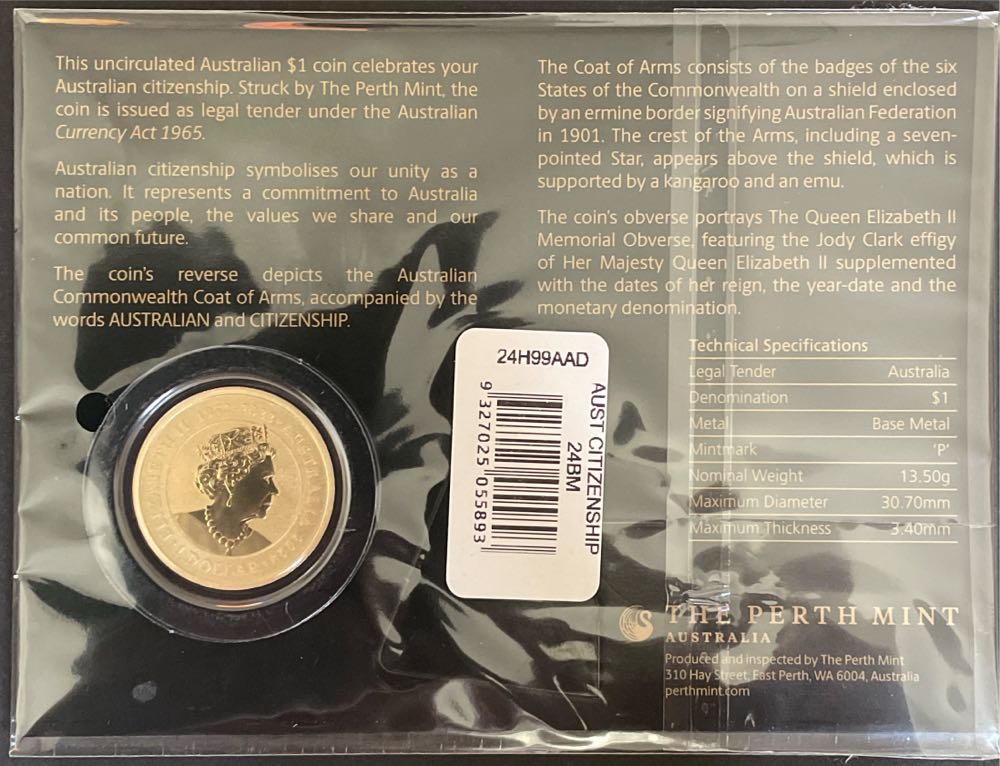 This uncirculated Australian $1 coin celebrates your
Australian citizenship. Struck by The Perth Mint, the
coin is issued as legal tender under the Australian
Currency Act 1965.
Australian citizenship symbolises our unity as a
nation. It represents a commitment to Australia
and its people, the values we share and our
common future.
The coin's reverse depicts the Australian
Commonwealth Coat of Arms, accompanied by the
words AUSTRALIAN and CITIZENSHIP.
The Coat of Arms consists of the badges of the six
States of the Commonwealth on a shield enclosed
by an ermine border signifying Australian Federation
in 1901. The crest of the Arms, including a seven-
pointed Star, appears above the shield, which is
supported by a kangaroo and an emu.
The coin's obverse portrays The Queen Elizabeth II
Memorial Obverse, featuring the Jody Clark effigy
of Her Majesty Queen Elizabeth II supplemented
with the dates of her reign, the year-date and the
monetary denomination.
Technical Specifications
Legal Tender Australia
Denomination $1
Metal Base Metal
Mintmark 'P'
Nominal Weight 13.50g
Maximum Diameter 30.70mm
Maximum Thickness 3.40mm
24H99AAD
AUST CITIZENSHIP
24BM
9 327025 055893
THE PERTH MINT
AUSTRALIA
Produced and inspected by The Perth Mint
310 Hay Street, East Perth, WA 6004, Australia
perthmint.com